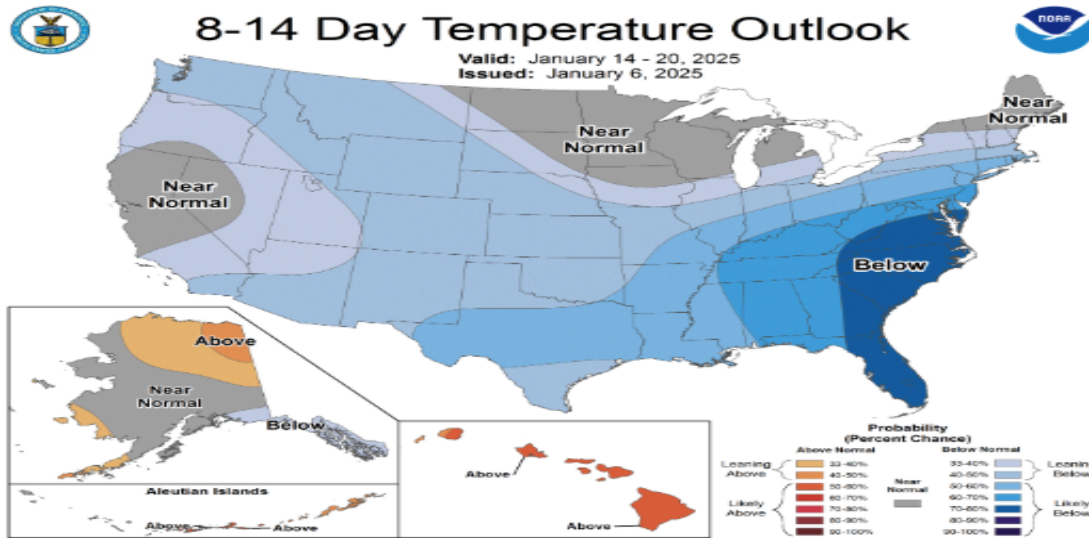 8-14 Day Temperature Outlook
Valid: January 14 - 20, 2025
Issued: January 6, 2025
NOAA
Near
Normal
Near
Normal
Near
Normal
Below
Above
Near
Normal
Below
Aleutian Islands
Above
Above
Above
Above
Probability
(Percent Chance)
Above Normal
Below Normal
Leaning
Above
33-40%
40-50%
Likely
Above
50-60%
60-70%
70-80%
80-90%
90-100%
Near
Normal
33-40%
40-50%
Leaning
Below
50-60%
60-70%
70-80%
80-90%
90-100%
Likely
Below